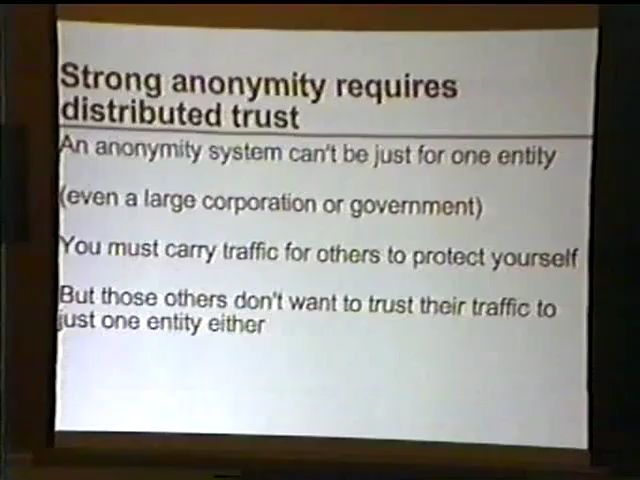 Strong anonymity requires
distributed trust
An anonymity system can't be just for one entity
(even a large corporation or government)
You must carry traffic for others to protect yourself
But those others don't want to trust their traffic to
just one entity either